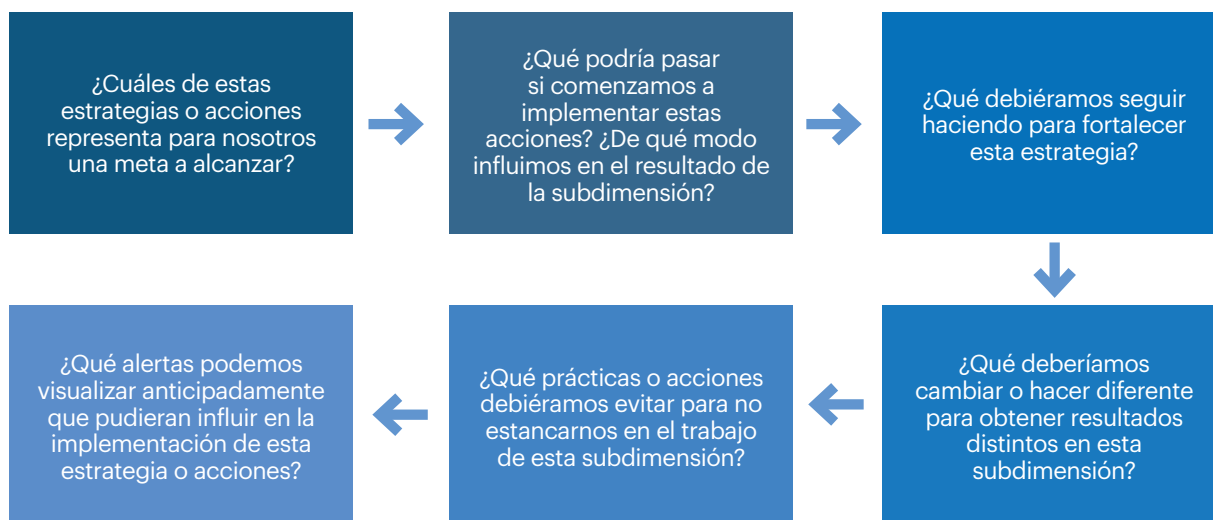 ¿Cuáles de estas
estrategias o acciones
representa para nosotros
una meta a alcanzar?
¿Qué podría pasar
si comenzamos a
implementar estas
acciones? ¿De qué modo
influimos en el resultado de
la subdimensión?
¿Qué debiéramos seguir
haciendo para fortalecer
esta estrategia?
¿Qué deberíamos
cambiar o hacer diferente
para obtener resultados
distintos en esta
subdimensión?
¿Qué prácticas o acciones
debiéramos evitar para no
estancarnos en el trabajo
de esta subdimensión?
¿Qué alertas podemos
visualizar anticipadamente
que pudieran influir en la
implementación de esta
estrategia o acciones?